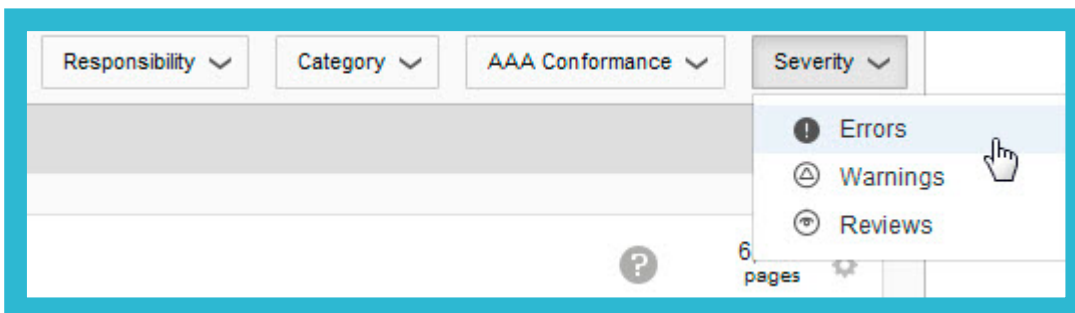 Responsibility
Category
AAA Conformance
Severity
Errors
Warnings
Reviews
?
pages